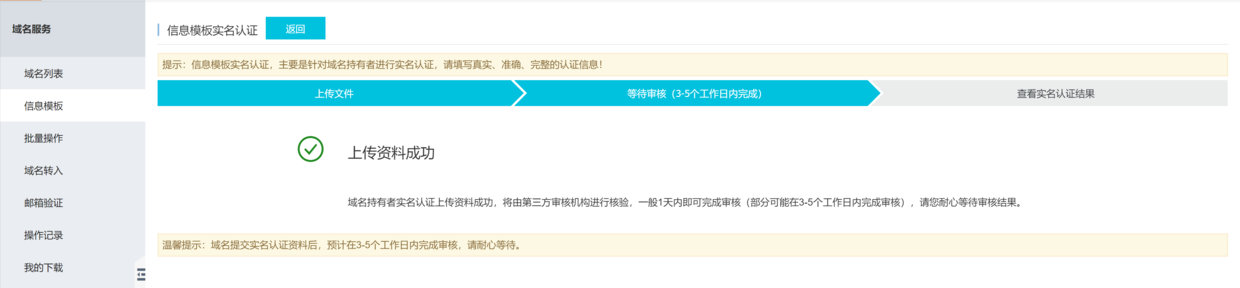 域名服务
域名列表
信息模板
批量操作
域名转入
邮箱验证
操作记录
我的下载
信息模板实名认证 返回
提示：信息模板实名认证，主要是针对域名持有者进行实名认证，请填写真实、准确、完整的认证信息！
上传文件 等待审核（3-5个工作日内完成） 查看实名认证结果
上传资料成功
域名持有者实名认证上传资料成功，将由第三方审核机构进行核验，一般1天内即可完成审核（部分可能在3-5个工作日内完成审核），请您耐心等待审核结果。
温馨提示：域名提交实名认证资料后，预计在3-5个工作日内完成审核，请耐心等待。